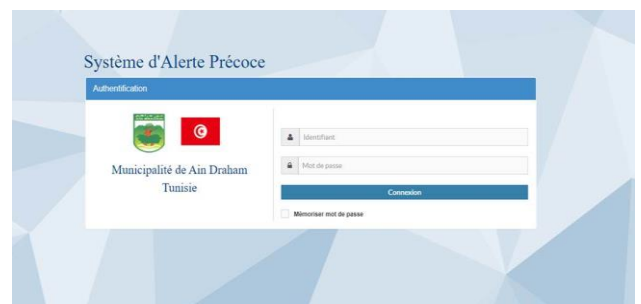 Système d'Alerte Précoce
Authentification
Municipalité de Ain Draham
Tunisie
Identifiant
Mot de passe
Connexion
Mémoriser mot de passe